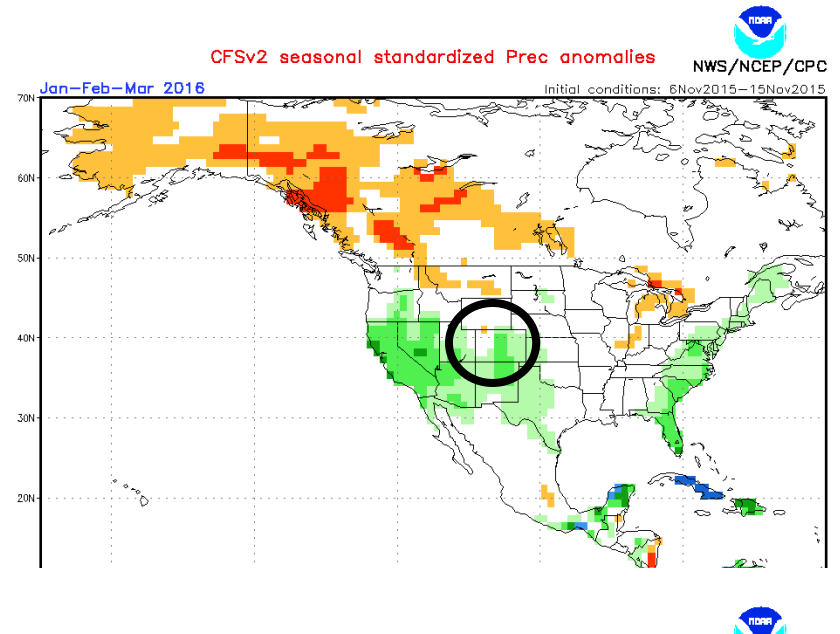 NOAA
CFSv2 seasonal standardized Prec anomalies
NWS/NCEP/CPC
Jan-Feb-Mar 2016
Initial conditions: 6Nov2015-15Nov2015
70N
60N
50N
40N
30N
20N
NOAA